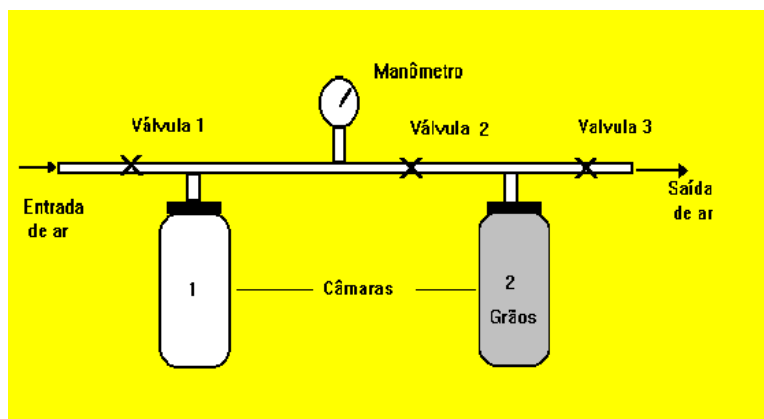 Manômetro
Válvula 1
Válvula 2
Valvula 3
Entrada
de ar
Saída
de ar
1
Câmaras
2
Grãos